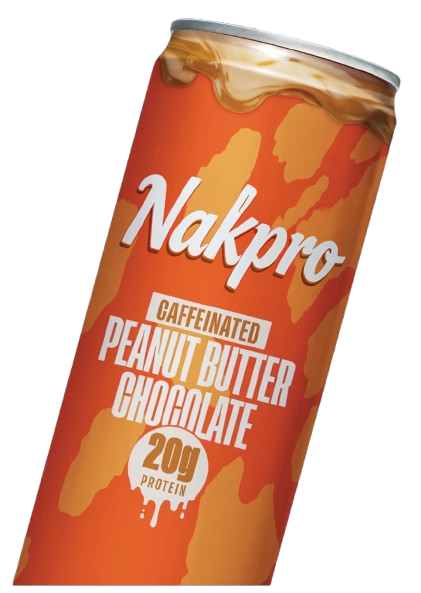 Nakpro
CAFFEINATED
PEANUT BUTTER
CHOCOLATE
20g
PROTEIN